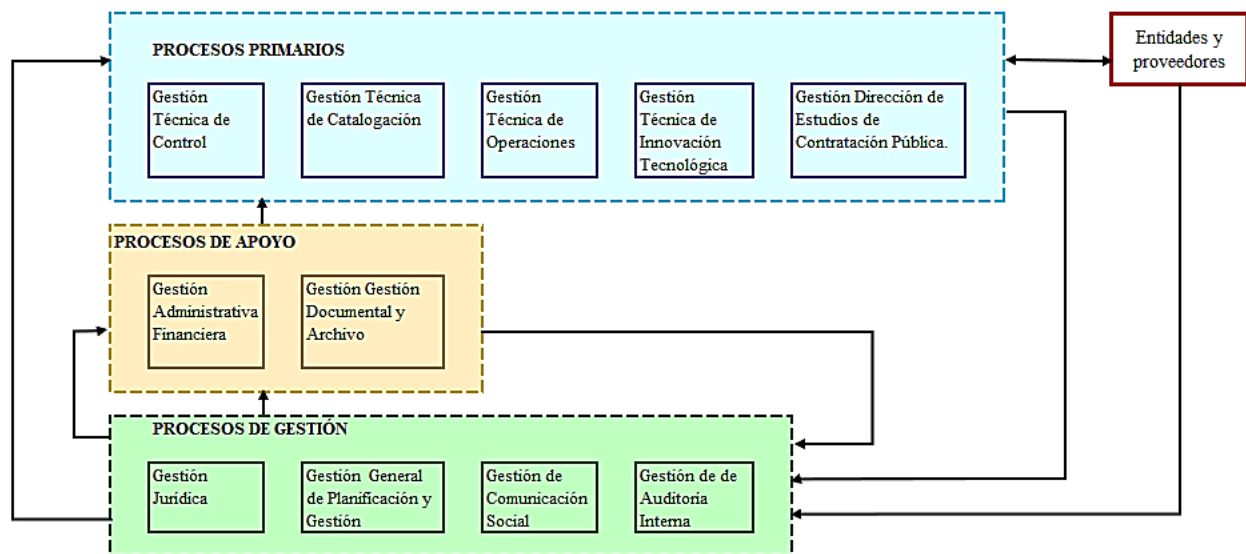 PROCESOS PRIMARIOS
Entidades y
proveedores
Gestión
Técnica de
Control
Gestión Técnica
de Catalogación
Gestión
Técnica de
Operaciones
Gestión
Técnica de
Innovación
Tecnológica
Gestión Dirección de
Estudios de
Contratación Pública.
PROCESOS DE APOYO
Gestión
Administrativa
Financiera
Gestión Gestión
Documental y
Archivo
PROCESOS DE GESTIÓN
Gestión
Jurídica
Gestión General
de Planificación y
Gestión
Gestión de
Comunicación
Social
Gestión de de
Auditoría
Interna